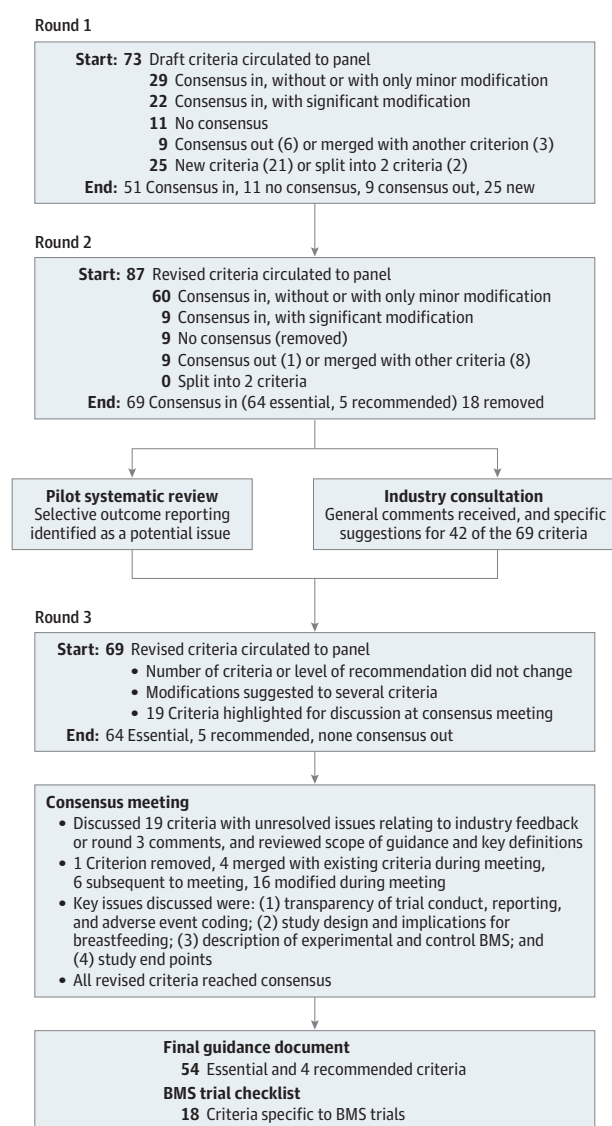 Round 1
Start: 73 Draft criteria circulated to panel
29 Consensus in, without or with only minor modification
22 Consensus in, with significant modification
11 No consensus
9 Consensus out (6) or merged with another criterion (3)
25 New criteria (21) or split into 2 criteria (2)
End: 51 Consensus in, 11 no consensus, 9 consensus out, 25 new
Round 2
Start: 87 Revised criteria circulated to panel
60 Consensus in, without or with only minor modification
9 Consensus in, with significant modification
9 No consensus (removed)
9 Consensus out (1) or merged with other criteria (8)
0 Split into 2 criteria
End: 69 Consensus in (64 essential, 5 recommended) 18 removed
Pilot systematic review
Selective outcome reporting
identified as a potential issue
Industry consultation
General comments received, and specific
suggestions for 42 of the 69 criteria
Round 3
Start: 69 Revised criteria circulated to panel
• Number of criteria or level of recommendation did not change
• Modifications suggested to several criteria
• 19 Criteria highlighted for discussion at consensus meeting
End: 64 Essential, 5 recommended, none consensus out
Consensus meeting
• Discussed 19 criteria with unresolved issues relating to industry feedback
or round 3 comments, and reviewed scope of guidance and key definitions
• 1 Criterion removed, 4 merged with existing criteria during meeting,
6 subsequent to meeting, 16 modified during meeting
• Key issues discussed were: (1) transparency of trial conduct, reporting,
and adverse event coding; (2) study design and implications for
breastfeeding; (3) description of experimental and control BMS; and
(4) study end points
• All revised criteria reached consensus
Final guidance document
54 Essential and 4 recommended criteria
BMS trial checklist
18 Criteria specific to BMS trials